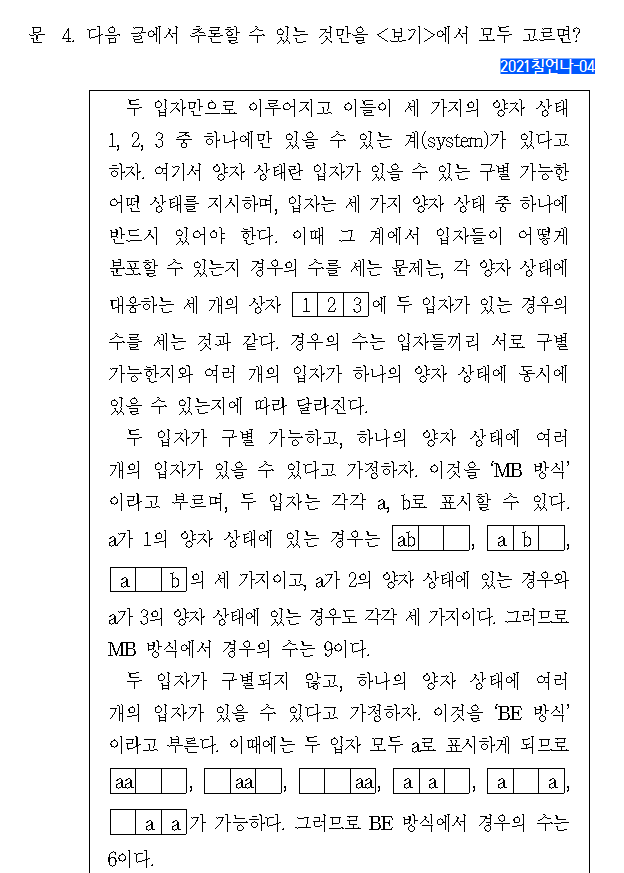 문 4. 다음 글에서 추론할 수 있는 것만을 <보기>에서 모두 고르면?
2021칠언나-04
두 입자만으로 이루어지고 이들이 세 가지의 양자 상태
1, 2, 3 중 하나에만 있을 수 있는 계(system)가 있다고
하자. 여기서 양자 상태란 입자가 있을 수 있는 구별 가능한
어떤 상태를 지시하며, 입자는 세 가지 양자 상태 중 하나에
반드시 있어야 한다. 이때 그 계에서 입자들이 어떻게
분포할 수 있는지 경우의 수를 세는 문제는, 각 양자 상태에
대응하는 세 개의 상자 1 2 3 에 두 입자가 있는 경우의
수를 세는 것과 같다. 경우의 수는 입자들끼리 서로 구별
가능한지와 여러 개의 입자가 하나의 양자 상태에 동시에
있을 수 있는지에 따라 달라진다.
두 입자가 구별 가능하고, 하나의 양자 상태에 여러
개의 입자가 있을 수 있다고 가정하자. 이것을 ‘MB 방식’
이라고 부르며, 두 입자는 각각 a, b로 표시할 수 있다.
a가 1의 양자 상태에 있는 경우는 ab , a b ,
a b 의 세 가지이고, a가 2의 양자 상태에 있는 경우와
a가 3의 양자 상태에 있는 경우도 각각 세 가지이다. 그러므로
MB 방식에서 경우의 수는 9이다.
두 입자가 구별되지 않고, 하나의 양자 상태에 여러
개의 입자가 있을 수 있다고 가정하자. 이것을 ‘BE 방식’
이라고 부른다. 이때에는 두 입자 모두 a로 표시하게 되므로
aa , aa , aa, a a , a a,
a a 가 가능하다. 그러므로 BE 방식에서 경우의 수는
6이다.